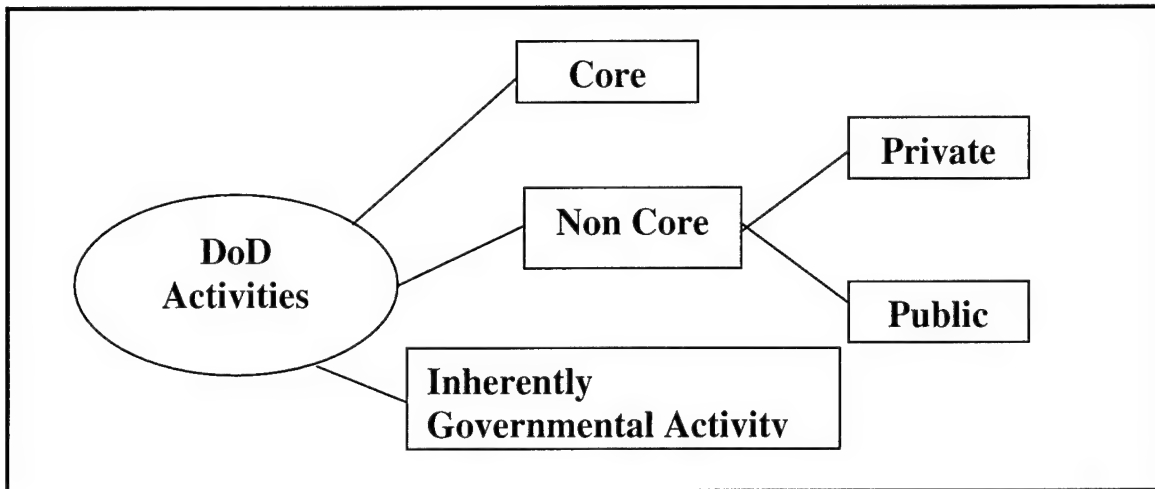 Core
Private
Non Core
DoD
Activities
Public
Inherently
Governmental Activity